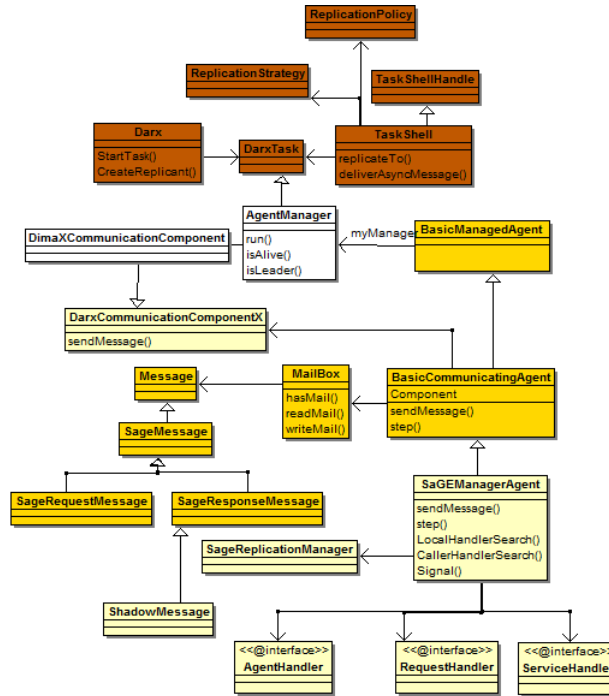 ReplicationPolicy
ReplicationStrategy
TaskShellHandle
Darx
StartTask()
CreateReplicant()
DarxTask
TaskShell
replicateTo()
deliverAsyncMessage()
AgentManager
run()
isAlive()
isLeader()
DimaXCommunicationComponent
myManager
BasicManagedAgent
DarxCommunicationComponentX
sendMessage()
Message
MailBox
hasMail()
readMail()
writeMail()
BasicCommunicatingAgent
Component
sendMessage()
step()
SageMessage
SageRequestMessage
SageResponseMessage
SaGEManagerAgent
sendMessage()
step()
LocalHandlerSearch()
CallerHandlerSearch()
Signal()
SageReplicationManager
ShadowMessage
<<@interface>>
AgentHandler
<<@interface>>
RequestHandler
<<@interface>>
ServiceHandler